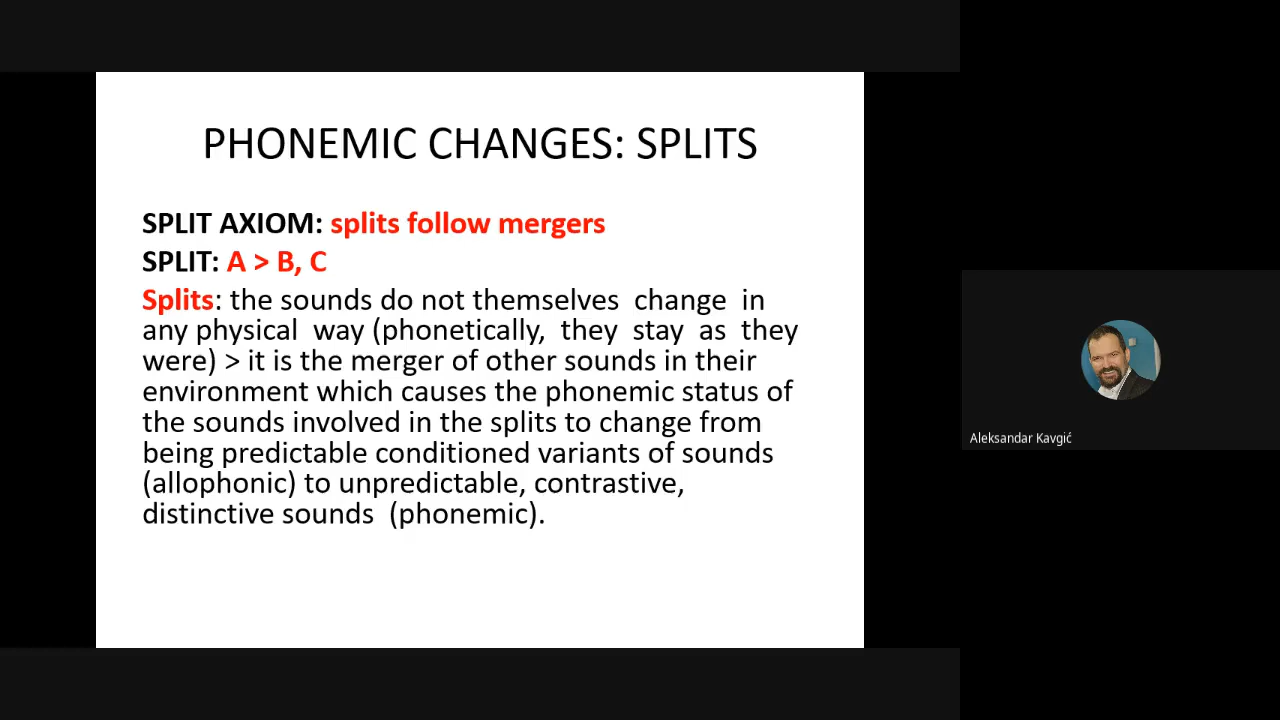 PHONEMIC CHANGES: SPLITS
SPLIT AXIOM: splits follow mergers
SPLIT: A > B, C
Splits: the sounds do not themselves change in
any physical way (phonetically, they stay as they
were) > it is the merger of other sounds in their
environment which causes the phonemic status of
the sounds involved in the splits to change from
being predictable conditioned variants of sounds
(allophonic) to unpredictable, contrastive,
distinctive sounds (phonemic).
Aleksandar Kavgić